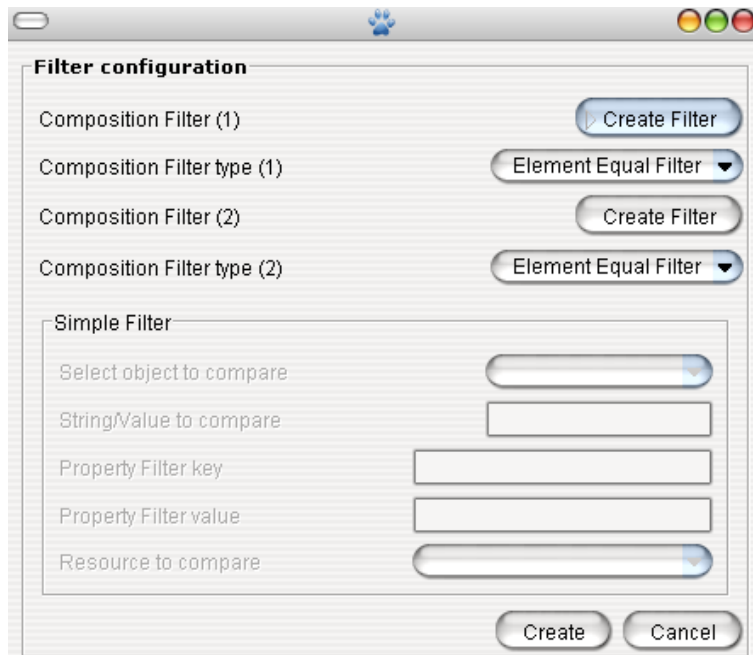 Filter configuration
Composition Filter (1) Create Filter
Composition Filter type (1) Element Equal Filter
Composition Filter (2) Create Filter
Composition Filter type (2) Element Equal Filter
Simple Filter
Select object to compare
String/Value to compare
Property Filter key
Property Filter value
Resource to compare
Create Cancel